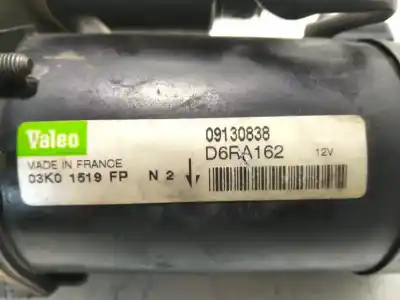 Valeo
09130838
D6RA162 12V
MADE IN FRANCE
03K0 1519 FP N 2